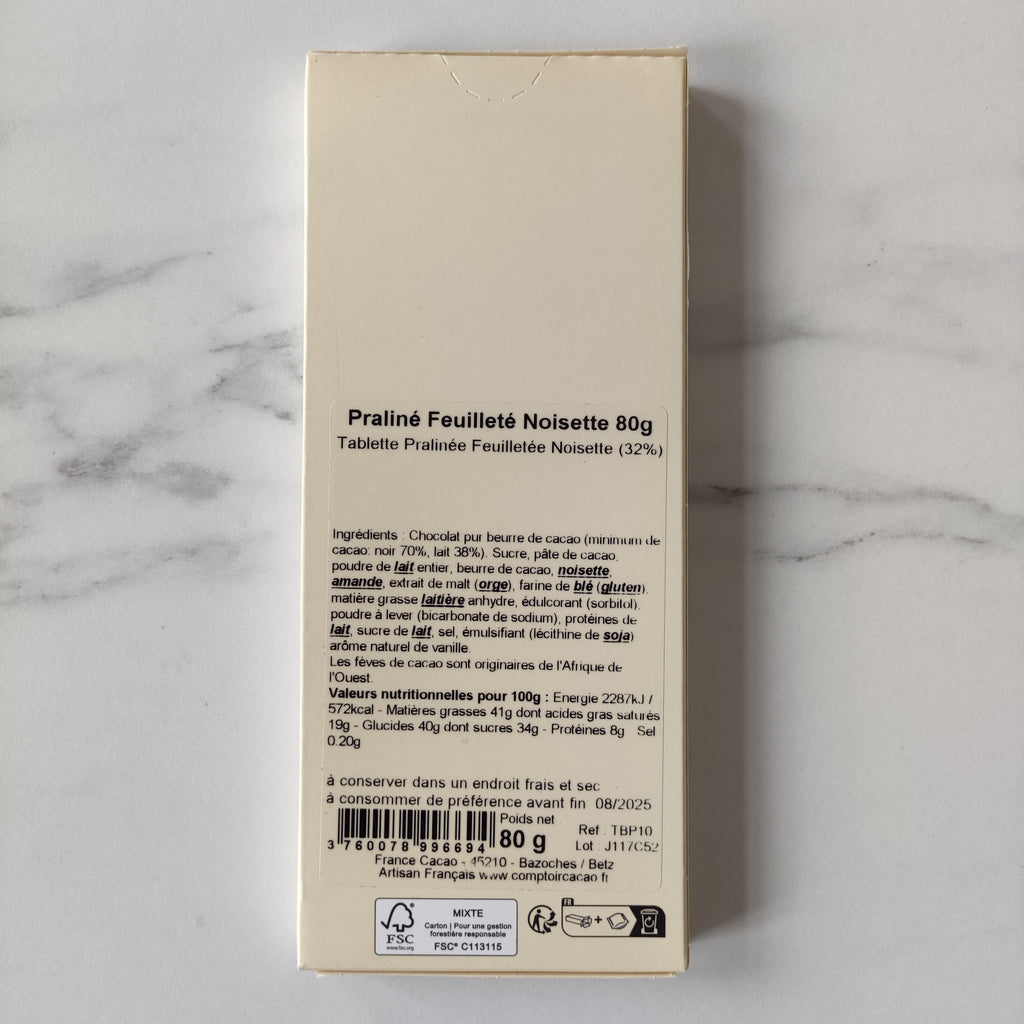 Praliné Feuilleté Noisette 80g
Tablette Pralinée Feuilletée Noisette (32%)
Ingrédients : Chocolat pur beurre de cacao (minimum de
cacao: noir 70%, lait 38%). Sucre, pâte de cacao,
poudre de lait entier, beurre de cacao, noisette,
amande, extrait de malt (orge), farine de blé (gluten),
matière grasse laitière anhydre, édulcorant (sorbitol),
poudre à lever (bicarbonate de sodium), protéines de
lait, sucre de lait, sel, émulsifiant (lécithine de soja)
arôme naturel de vanille.
Les fèves de cacao sont originaires de l'Afrique de
l'Ouest.
Valeurs nutritionnelles pour 100g : Energie 2287kJ /
572kcal - Matières grasses 41g dont acides gras saturés
19g - Glucides 40g dont sucres 34g - Protéines 8g Sel
0.20g
à conserver dans un endroit frais et sec
à consommer de préférence avant fin 08/2025
3 760078 996694
Poids net
80 g
Ref : TBP10
Lot : J117C52
France Cacao - 45210 - Bazoches / Betz
Artisan Français www.comptoircacao.fr
FSC
www.fsc.org
MIXTE
Carton | Pour une gestion
forestière responsable
FSC® C113115
FR
+